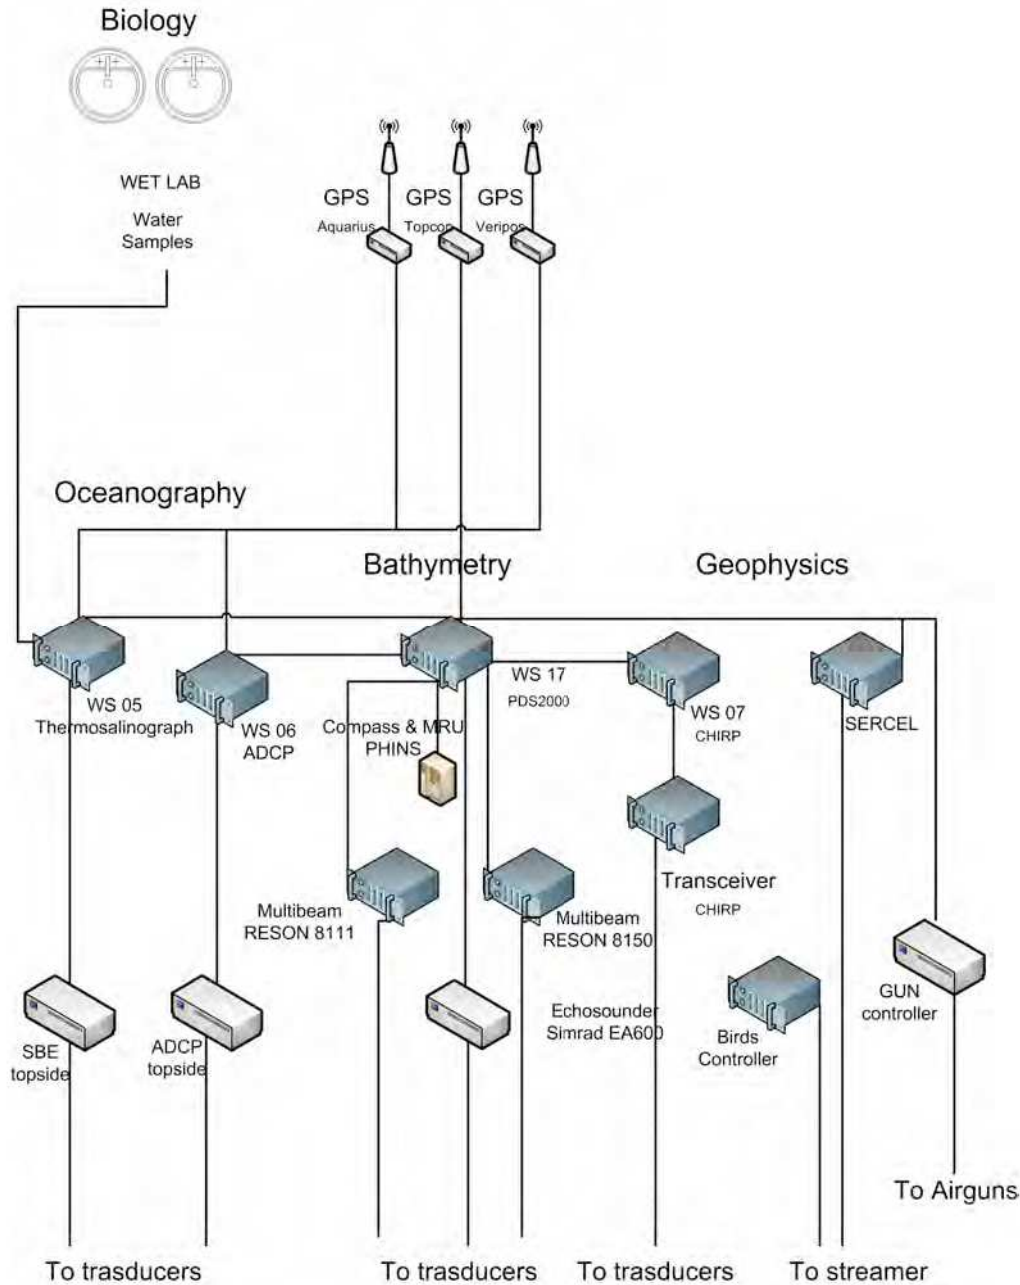 Biology
WET LAB
Water
Samples
GPS GPS GPS
Aquarius Topcon Veripos
Oceanography
Bathymetry
Geophysics
WS 05
Thermosalinograph
WS 06
ADCP
Compass & MRU
PHINS
WS 17
PDS2000
WS 07
CHIRP
SERCEL
Multibeam
RESON 8111
Multibeam
RESON 8150
Transceiver
CHIRP
SBE
topside
ADCP
topside
Echosounder
Simrad EA600
Birds
Controller
GUN
controller
To Airguns
To trasducers
To trasducers
To trasducers
To streamer